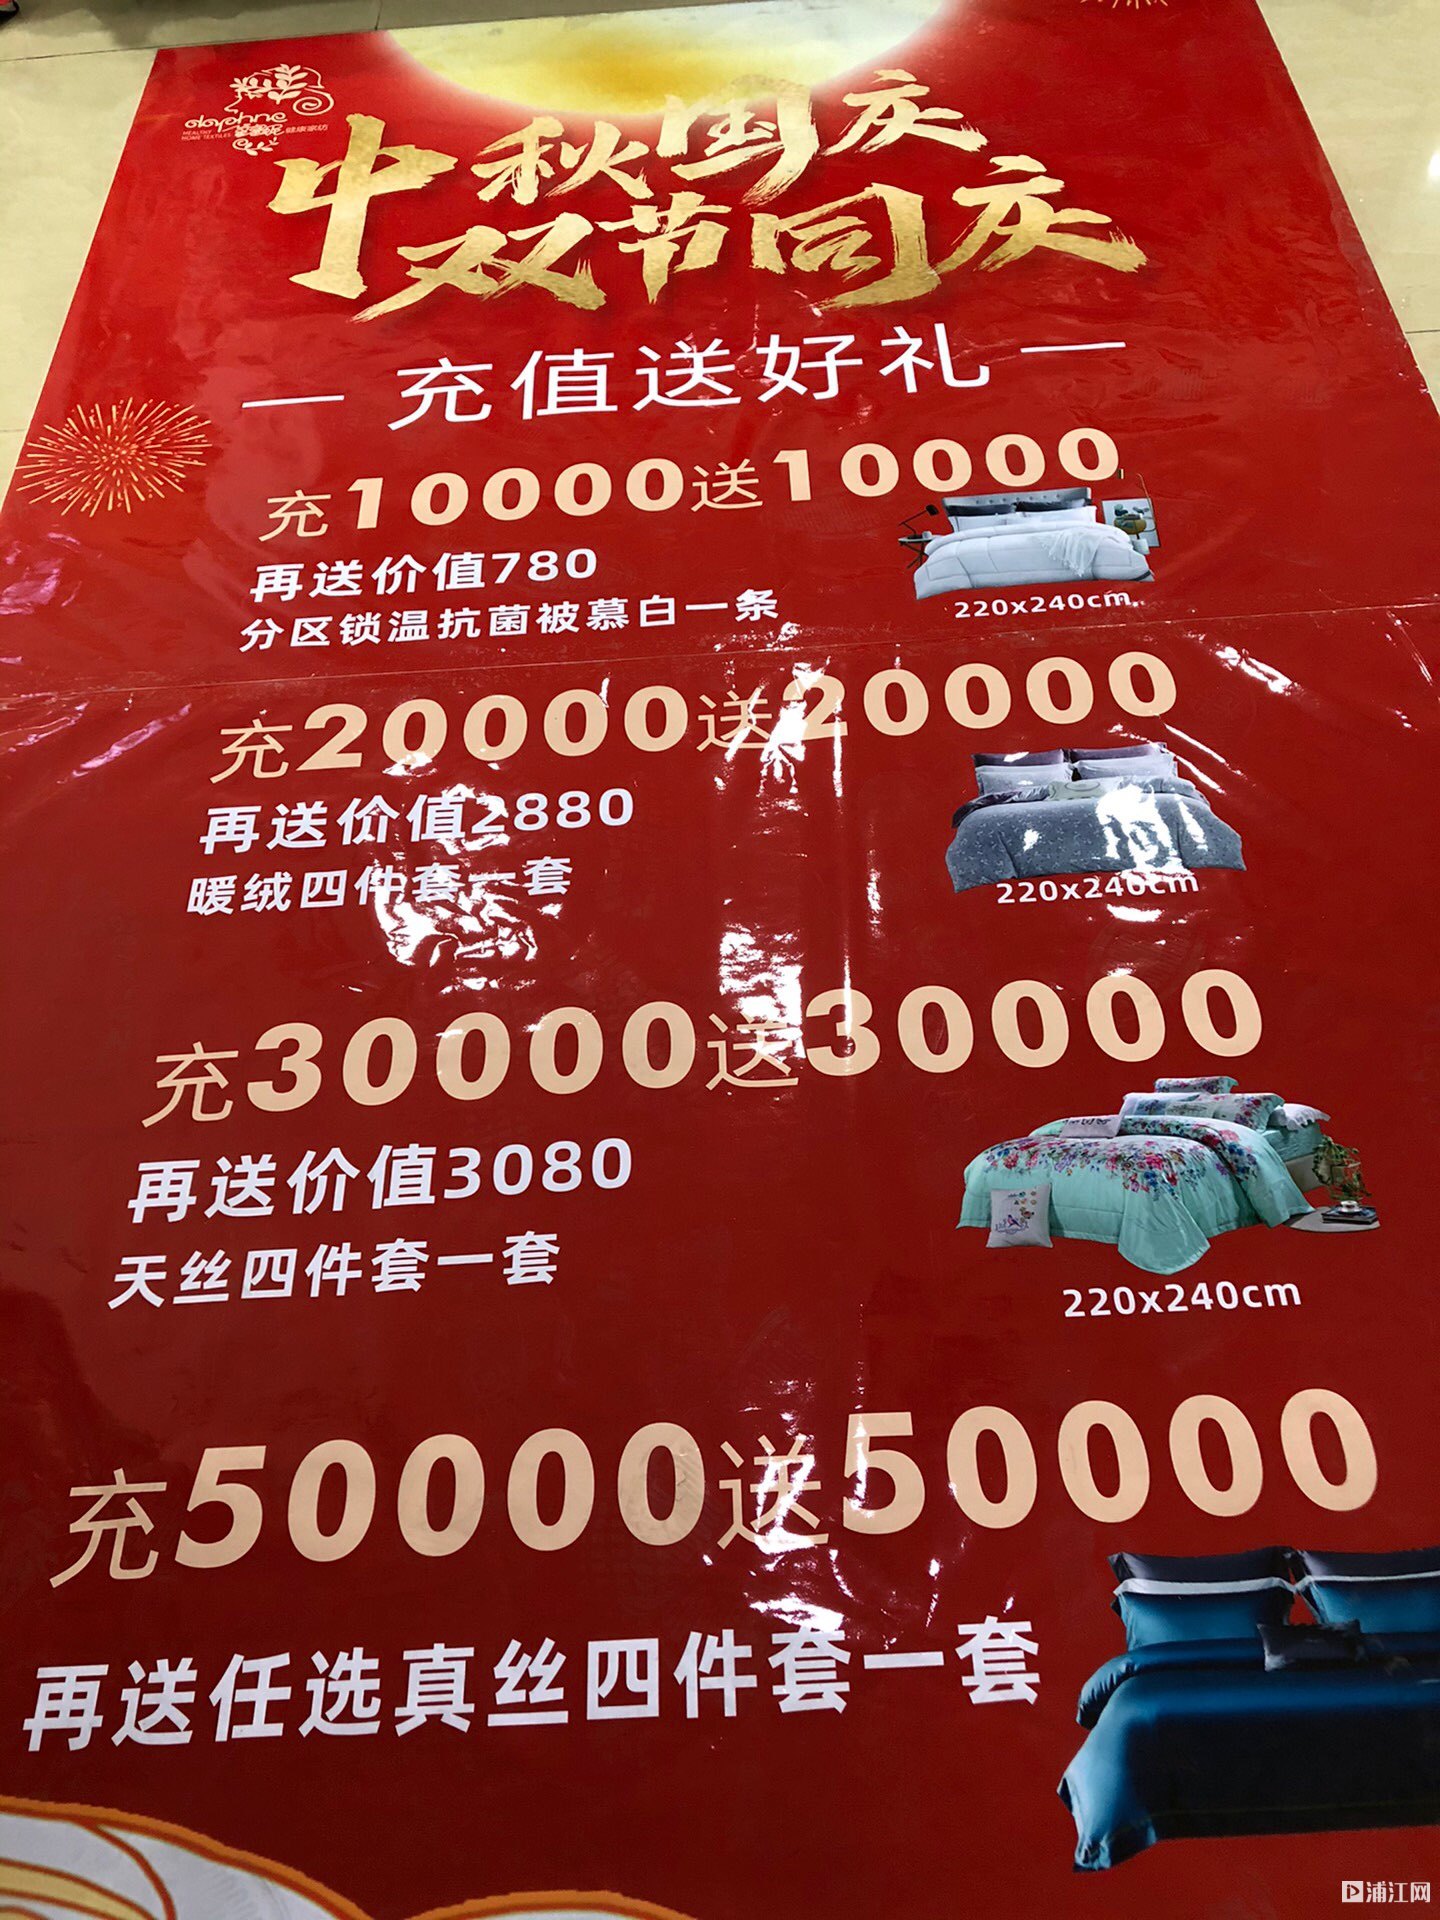 daphne
HEALTHY
HOME TEXTILES
健康家纺
中秋国庆
双节同庆
充值送好礼
充10000送10000
再送价值780
分区锁温抗菌被慕白一条
220x240cm
充20000送20000
再送价值2880
暖绒四件套一套
220x240cm
充30000送30000
再送价值3080
天丝四件套一套
220x240cm
充50000送50000
再送任选真丝四件套一套
浦江网